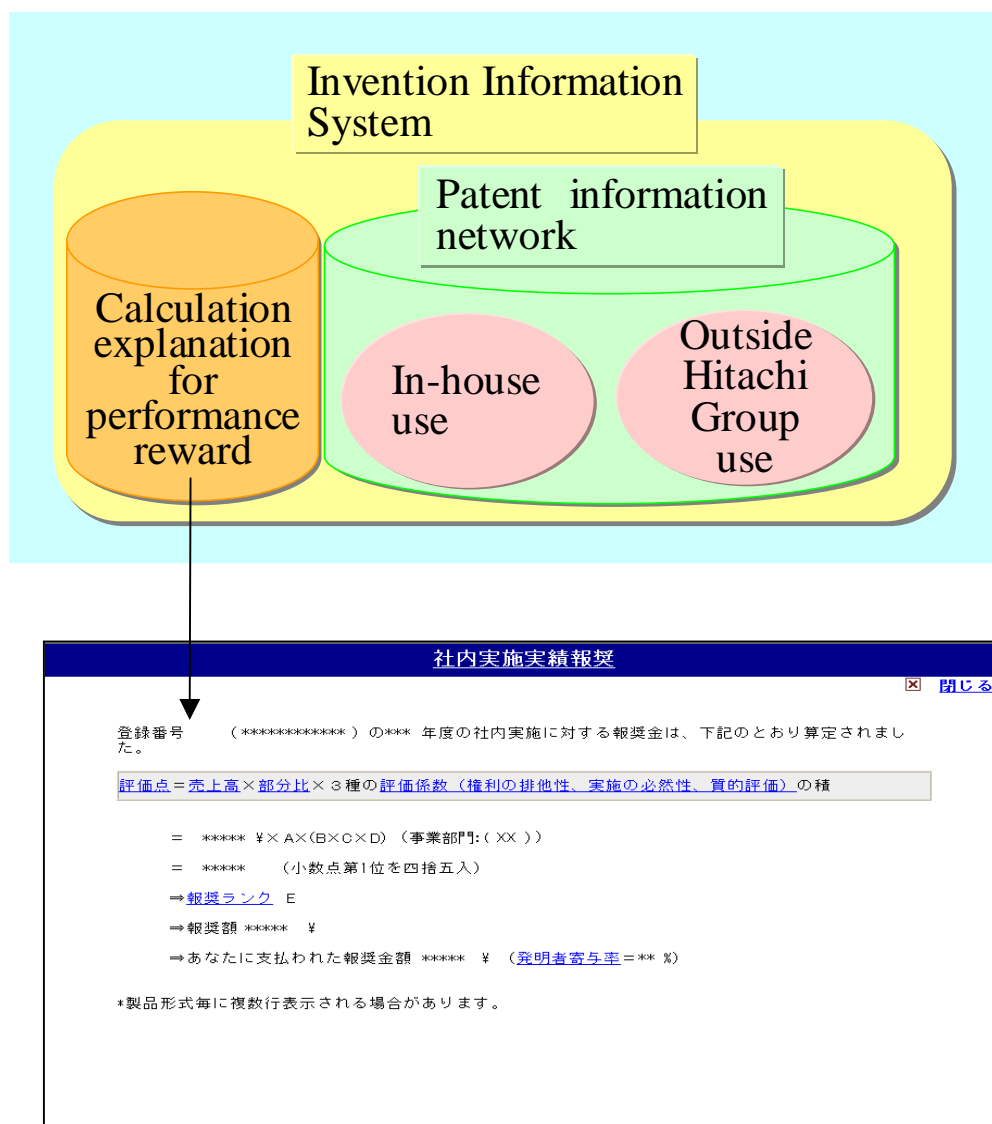 Invention Information
System
Patent information
network
Calculation
explanation
for
performance
reward
In-house
use
Outside
Hitachi
Group
use
社内実施実績報奨
閉じる
登録番号 (************) の*** 年度の社内実施に対する報奨金は、下記のとおり算定されまし
た。
評価点=売上高×部分比×3種の評価係数（権利の排他性、実施の必然性、質的評価）の積
= ***** ¥×A×(B×C×D) (事業部門:( XX ))
= ***** (小数点第1位を四捨五入)
⇒報奨ランク E
⇒報奨額 ***** ¥
⇒あなたに支払われた報奨金額 ***** ¥ (発明者寄与率=** %)
*製品形式毎に複数行表示される場合があります。